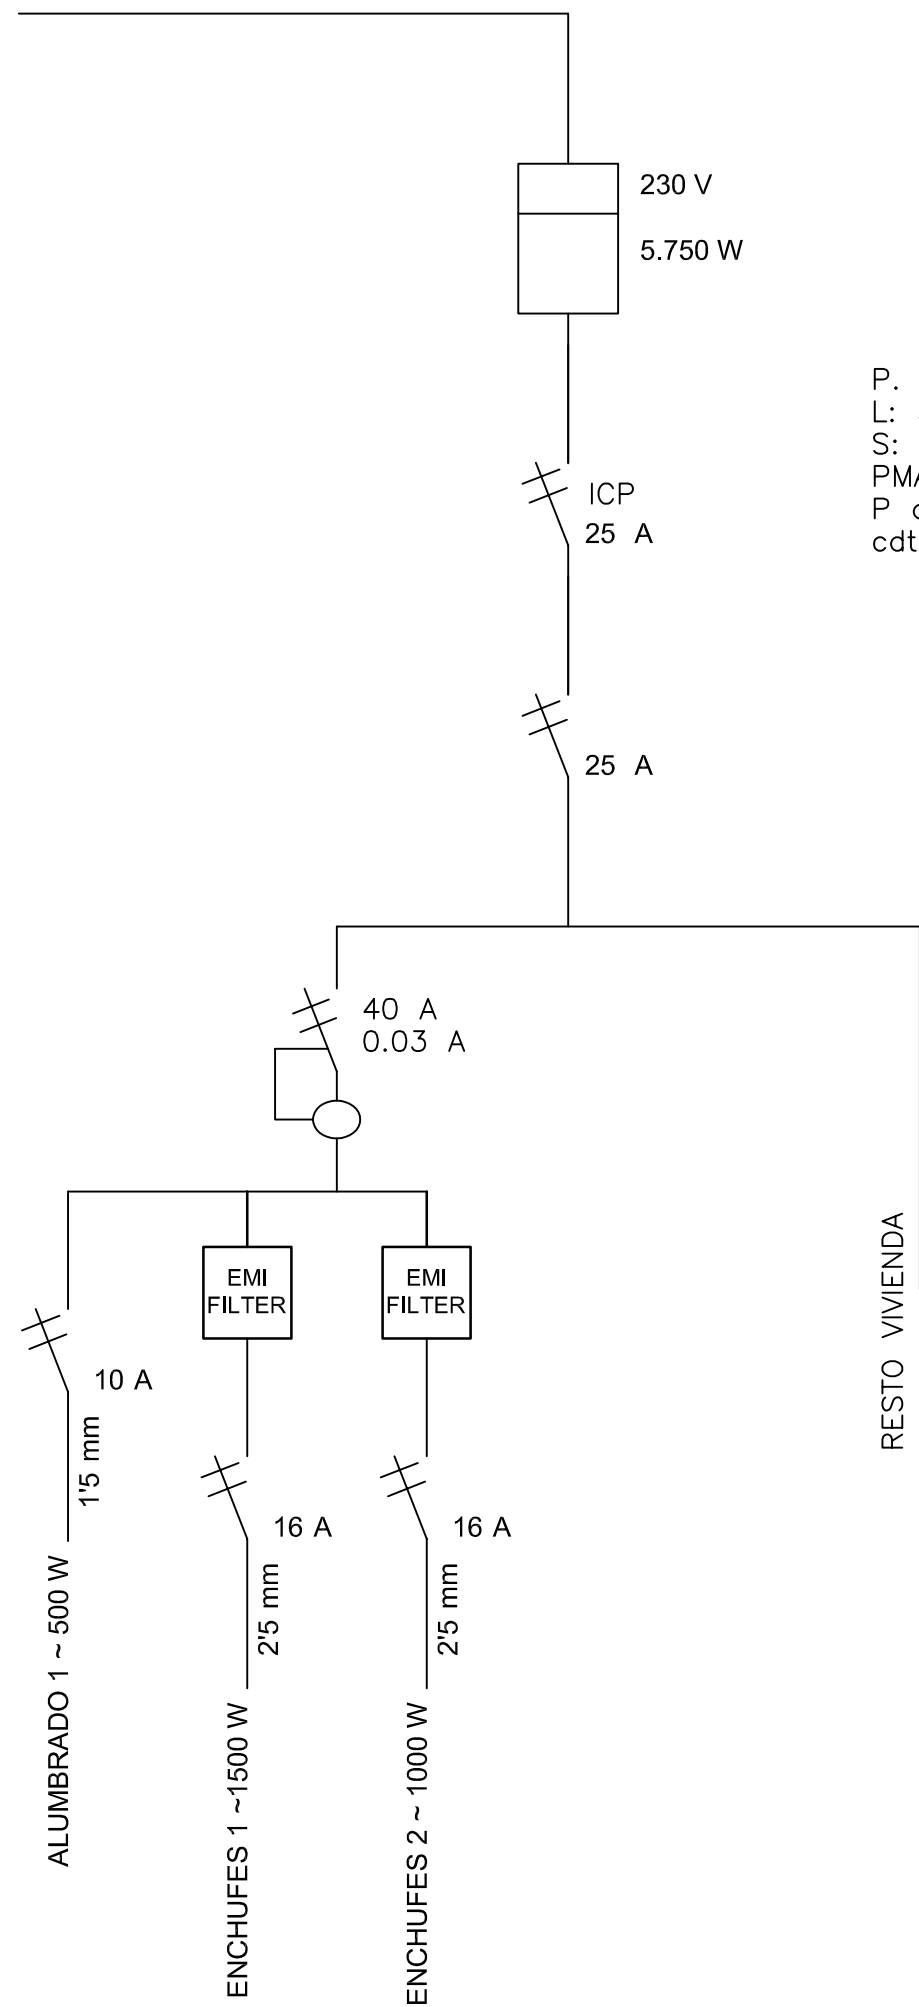 230 V
5.750 W
P.
L:
S:
P
cdt
ICP
25 A
25 A
40 A
0.03 A
EMI
FILTER
EMI
FILTER
10 A
1'5 mm
16 A
2'5 mm
16 A
2'5 mm
ALUMBRADO 1 ~ 500 W
ENCHUFES 1 ~1500 W
ENCHUFES 2 ~ 1000 W
RESTO VIVIENDA